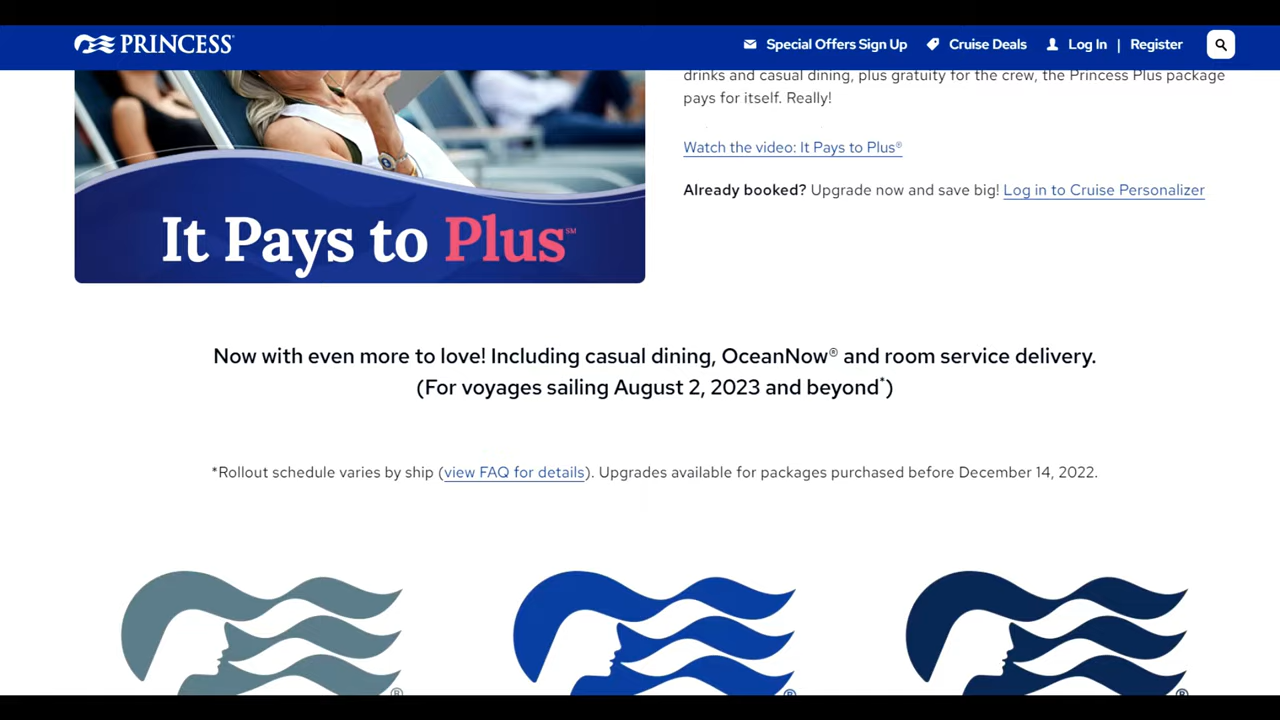 PRINCESS®
Special Offers Sign Up
Cruise Deals
Log In | Register
drinks and casual dining, plus gratuity for the crew, the Princess Plus package
pays for itself. Really!
Watch the video: It Pays to Plus®
Already booked? Upgrade now and save big! Log in to Cruise Personalizer
It Pays to Plus℠
Now with even more to love! Including casual dining, OceanNow® and room service delivery.
(For voyages sailing August 2, 2023 and beyond*)
*Rollout schedule varies by ship (view FAQ for details). Upgrades available for packages purchased before December 14, 2022.
® ® ®